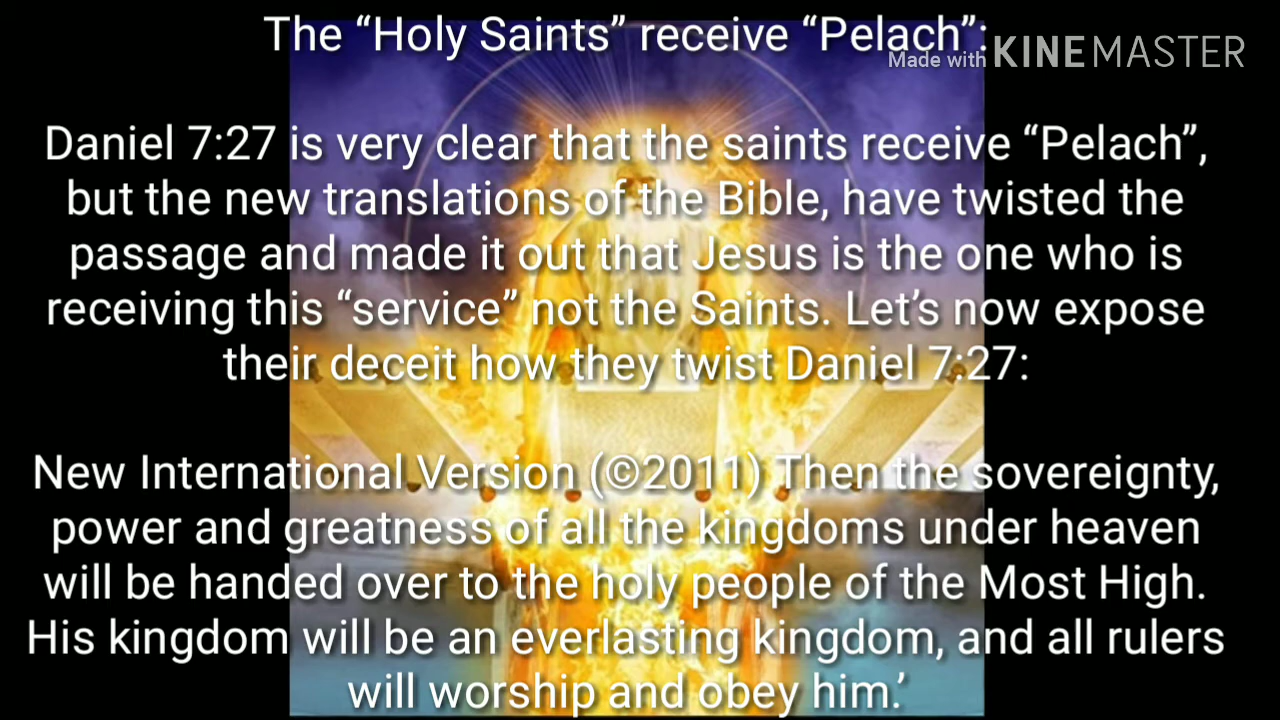 The “Holy Saints” receive “Pelach”:
Made with KINEMASTER
Daniel 7:27 is very clear that the saints receive “Pelach”,
but the new translations of the Bible, have twisted the
passage and made it out that Jesus is the one who is
receiving this “service” not the Saints. Let’s now expose
their deceit how they twist Daniel 7:27:
New International Version (©2011) Then the sovereignty,
power and greatness of all the kingdoms under heaven
will be handed over to the holy people of the Most High.
His kingdom will be an everlasting kingdom, and all rulers
will worship and obey him.’